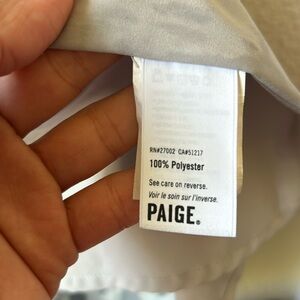 RN#27002 CA#51217
100% Polyester
See care on reverse.
Voir le soin sur l'inverse.
PAIGE®